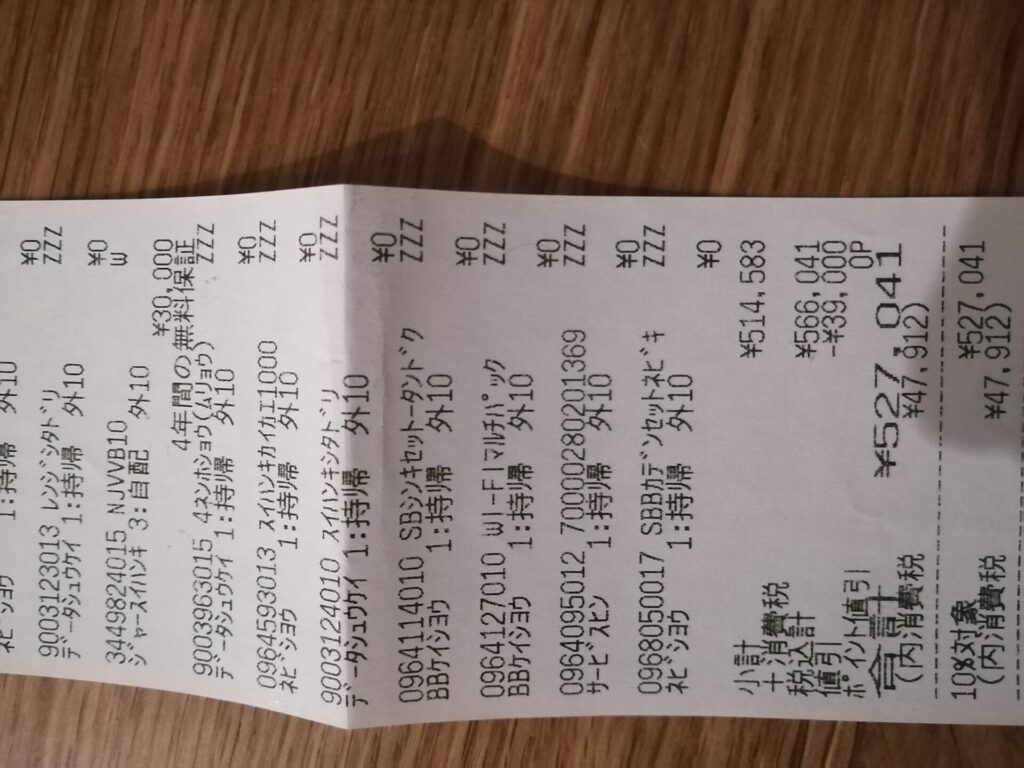 ﾈﾋﾞｼﾞｮｳ 1:持帰 外10 ¥0
9003123013 ﾚﾝｼﾞｼﾀﾄﾞﾘ ZZZ
ﾃﾞｰﾀｼｭｳｹｲ 1:持帰 外10 ¥0
3449824015 NJVVB10 W
ｼﾞｬｰｽｲﾊﾝｷ 3:自配 外10 ¥30,000
4年間の無料保証
9003963015 4ﾈﾝﾎｼｮｳ(ﾑﾘｮｳ) ZZZ
ﾃﾞｰﾀｼｭｳｹｲ 1:持帰 外10 ¥0
0964593013 ｽｲﾊﾝｷｶｲｶｴ1000 ZZZ
ﾈﾋﾞｼﾞｮｳ 1:持帰 外10 ¥0
9003124010 ｽｲﾊﾝｷｼﾀﾄﾞﾘ ZZZ
ﾃﾞｰﾀｼｭｳｹｲ 1:持帰 外10 ¥0
0964114010 SBｼﾝｷｾｯﾄｰﾀﾝﾄﾞｸ ZZZ
BBｹｲｼﾞｮｳ 1:持帰 外10 ¥0
0964127010 WI-FIﾏﾙﾁﾊﾟｯｸ ZZZ
BBｹｲｼﾞｮｳ 1:持帰 外10 ¥0
0964095012 70000280201369 ZZZ
ｻｰﾋﾞｽﾋﾝ 1:持帰 外10 ¥0
0968050017 SBBｶﾃﾞﾝｾｯﾄﾈﾋﾞｷ ZZZ
ﾈﾋﾞｼﾞｮｳ 1:持帰 外10 ¥0
小計 ¥514,583
+消費税
税込計 ¥566,041
値引 -¥39,000
ﾎﾟｲﾝﾄ値引 0P
合計 ¥527,041
(内消費税 ¥47,912)
10%対象 ¥527,041
(内消費税 ¥47,912)